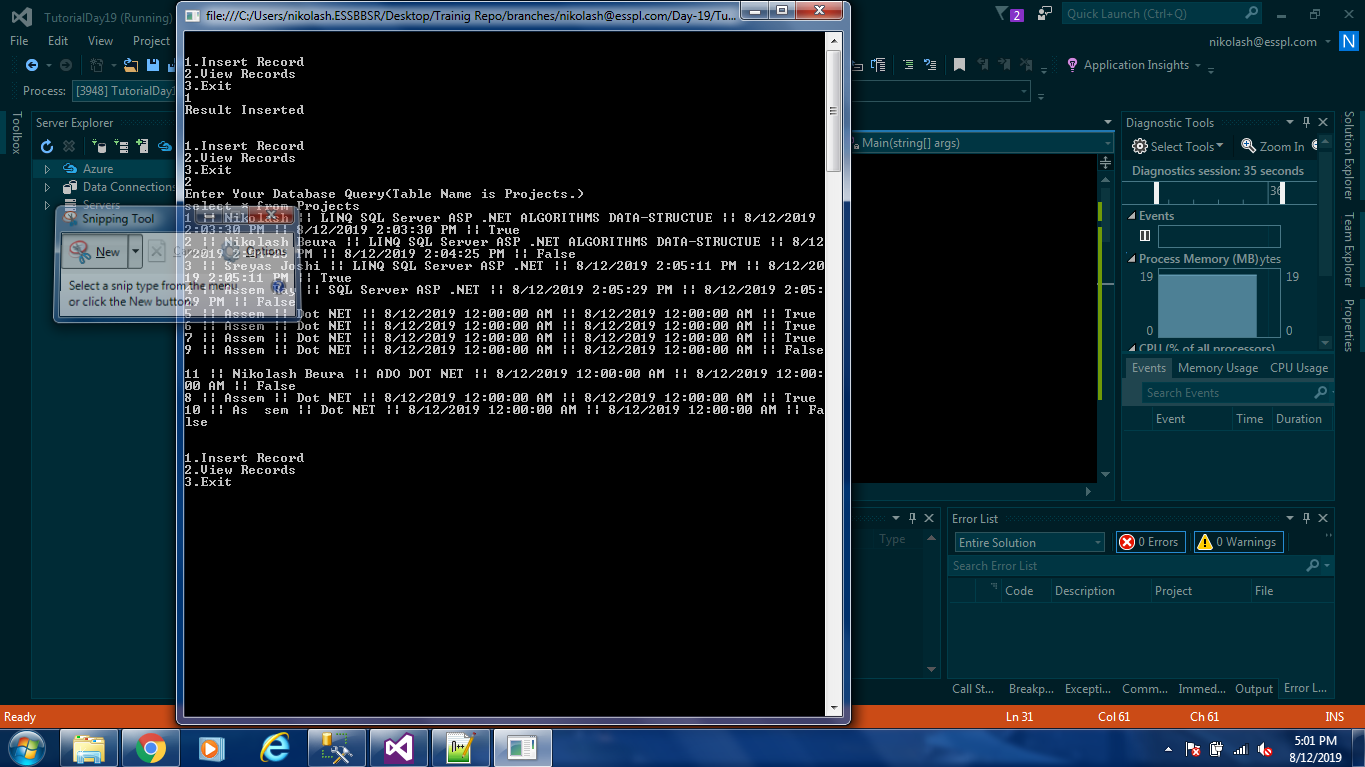 TutorialDay19 (Running)
file:///C:/Users/nikolash.ESSBBSR/Desktop/Trainig Repo/branches/nikolash@esspl.com/Day-19/Tu...
2
Quick Launch (Ctrl+Q)
File Edit View Project
nikolash@esspl.com
N
Application Insights
Process: [3948] TutorialDay1
Toolbox
Server Explorer
Azure
Data Connections
Servers
Snipping Tool
New
Options
Select a snip type from the menu
or click the New button.
1.Insert Record
2.View Records
3.Exit
1
Result Inserted
1.Insert Record
2.View Records
3.Exit
2
Enter Your Database Query(Table Name is Projects.)
select * from Projects
1 || Nikolash || LINQ SQL Server ASP .NET ALGORITHMS DATA-STRUCTUE || 8/12/2019
2:03:30 PM || 8/12/2019 2:03:30 PM || True
2 || Nikolash Beura || LINQ SQL Server ASP .NET ALGORITHMS DATA-STRUCTUE || 8/12
/2019 2:04:25 PM || 8/12/2019 2:04:25 PM || False
3 || Sreyas Joshi || LINQ SQL Server ASP .NET || 8/12/2019 2:05:11 PM || 8/12/20
19 2:05:11 PM || True
4 || Assem Ray || SQL Server ASP .NET || 8/12/2019 2:05:29 PM || 8/12/2019 2:05:
29 PM || False
5 || Assem || Dot NET || 8/12/2019 12:00:00 AM || 8/12/2019 12:00:00 AM || True
6 || Assem || Dot NET || 8/12/2019 12:00:00 AM || 8/12/2019 12:00:00 AM || True
7 || Assem || Dot NET || 8/12/2019 12:00:00 AM || 8/12/2019 12:00:00 AM || True
9 || Assem || Dot NET || 8/12/2019 12:00:00 AM || 8/12/2019 12:00:00 AM || False
11 || Nikolash Beura || ADO DOT NET || 8/12/2019 12:00:00 AM || 8/12/2019 12:00:
00 AM || False
8 || Assem || Dot NET || 8/12/2019 12:00:00 AM || 8/12/2019 12:00:00 AM || True
10 || As  sem || Dot NET || 8/12/2019 12:00:00 AM || 8/12/2019 12:00:00 AM || Fa
lse
1.Insert Record
2.View Records
3.Exit
Main(string[] args)
Diagnostic Tools
Select Tools Zoom In
Diagnostics session: 35 seconds
36
Events
Process Memory (MB) ytes
19 19
0 0
CPU (% of all processors)
Events Memory Usage CPU Usage
Search Events
Event Time Duration
Solution Explorer
Team Explorer
Properties
Type
Error List
Entire Solution 0 Errors 0 Warnings
Search Error List
Code Description Project File
Call St... Breakp... Excepti... Comm... Immed... Output Error L...
Ready Ln 31 Col 61 Ch 61 INS
5:01 PM
8/12/2019